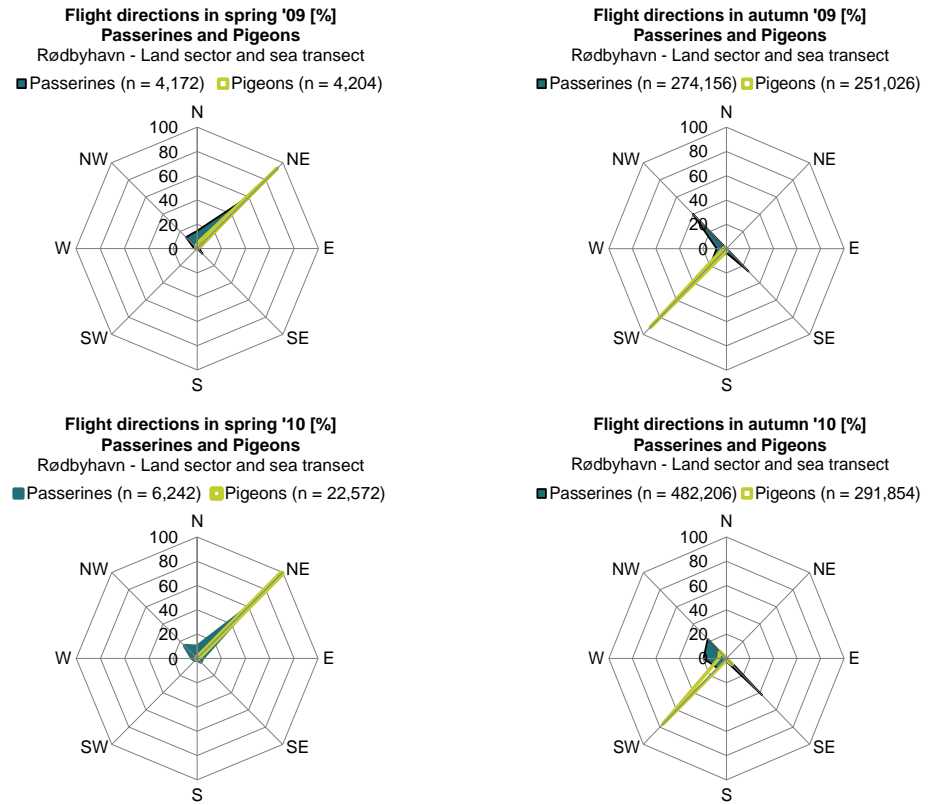 Flight directions in spring '09 [%]
Passerines and Pigeons
Rødbyhavn - Land sector and sea transect
Passerines (n = 4,172) Pigeons (n = 4,204)
N
100
NW
80
NE
60
40
20
W
0
E
SW
SE
S
Flight directions in autumn '09 [%]
Passerines and Pigeons
Rødbyhavn - Land sector and sea transect
Passerines (n = 274,156) Pigeons (n = 251,026)
N
100
NW
80
NE
60
40
20
W
0
E
SW
SE
S
Flight directions in spring '10 [%]
Passerines and Pigeons
Rødbyhavn - Land sector and sea transect
Passerines (n = 6,242) Pigeons (n = 22,572)
N
100
NW
80
NE
60
40
20
W
0
E
SW
SE
S
Flight directions in autumn '10 [%]
Passerines and Pigeons
Rødbyhavn - Land sector and sea transect
Passerines (n = 482,206) Pigeons (n = 291,854)
N
100
NW
80
NE
60
40
20
W
0
E
SW
SE
S